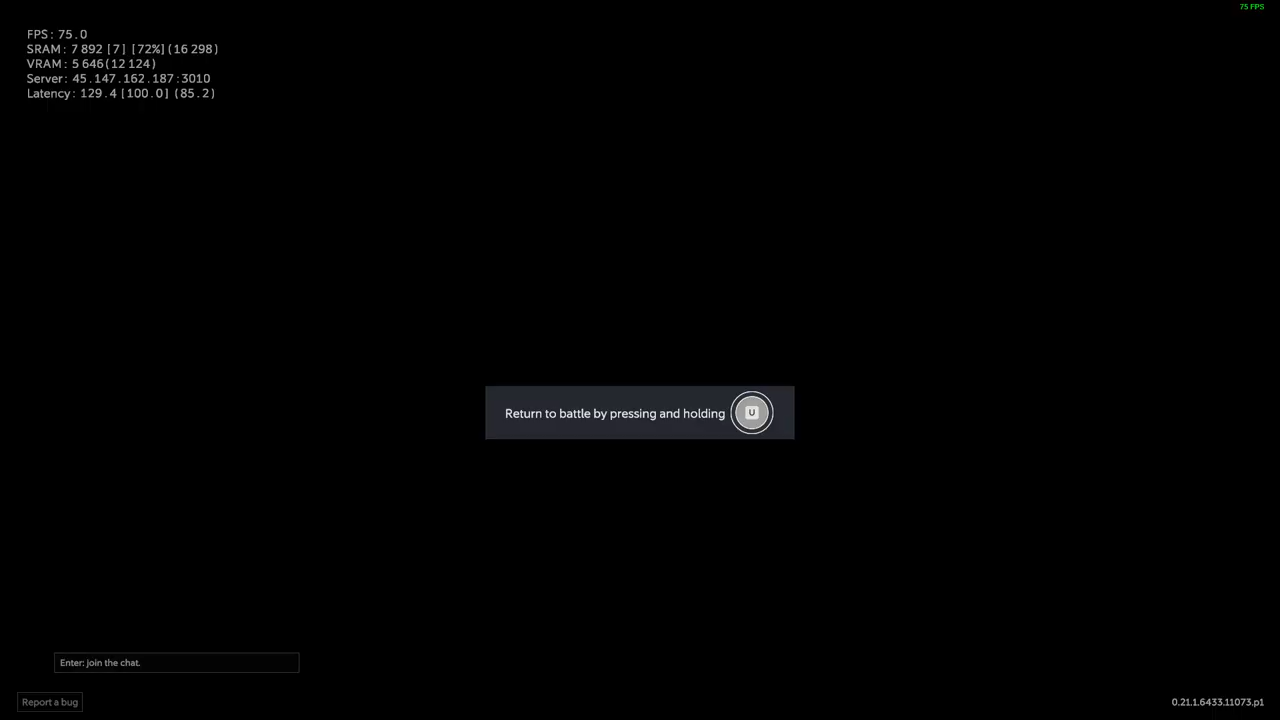 75 FPS
FPS: 75.0
SRAM: 7 892 [7] [72%] (16 298)
VRAM: 5 646(12 124)
Server: 45.147.162.187:3010
Latency: 129.4 [100.0] (85.2)
Return to battle by pressing and holding U
Enter: join the chat.
Report a bug
0.21.1.6433.11073.p1